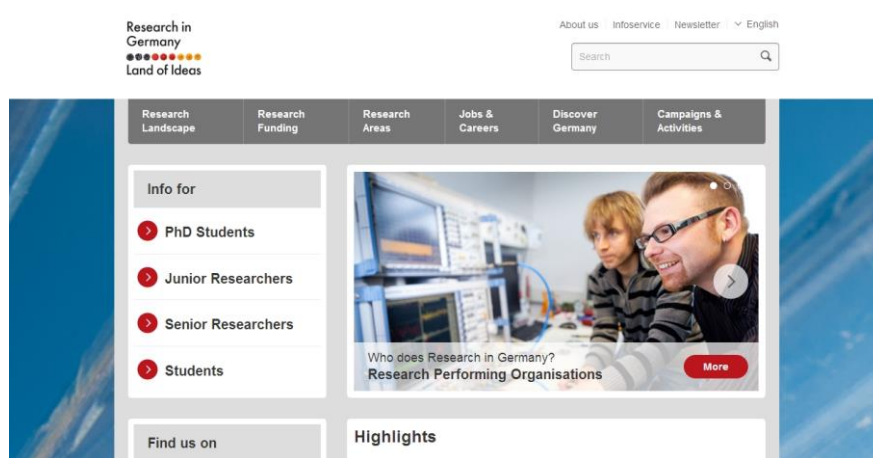 Research in
Germany
Land of Ideas
About us
Infoservice
Newsletter
English
Search
Research
Landscape
Research
Funding
Research
Areas
Jobs &
Careers
Discover
Germany
Campaigns &
Activities
Info for
PhD Students
Junior Researchers
Senior Researchers
Students
Who does Research in Germany?
Research Performing Organisations
More
Find us on
Highlights